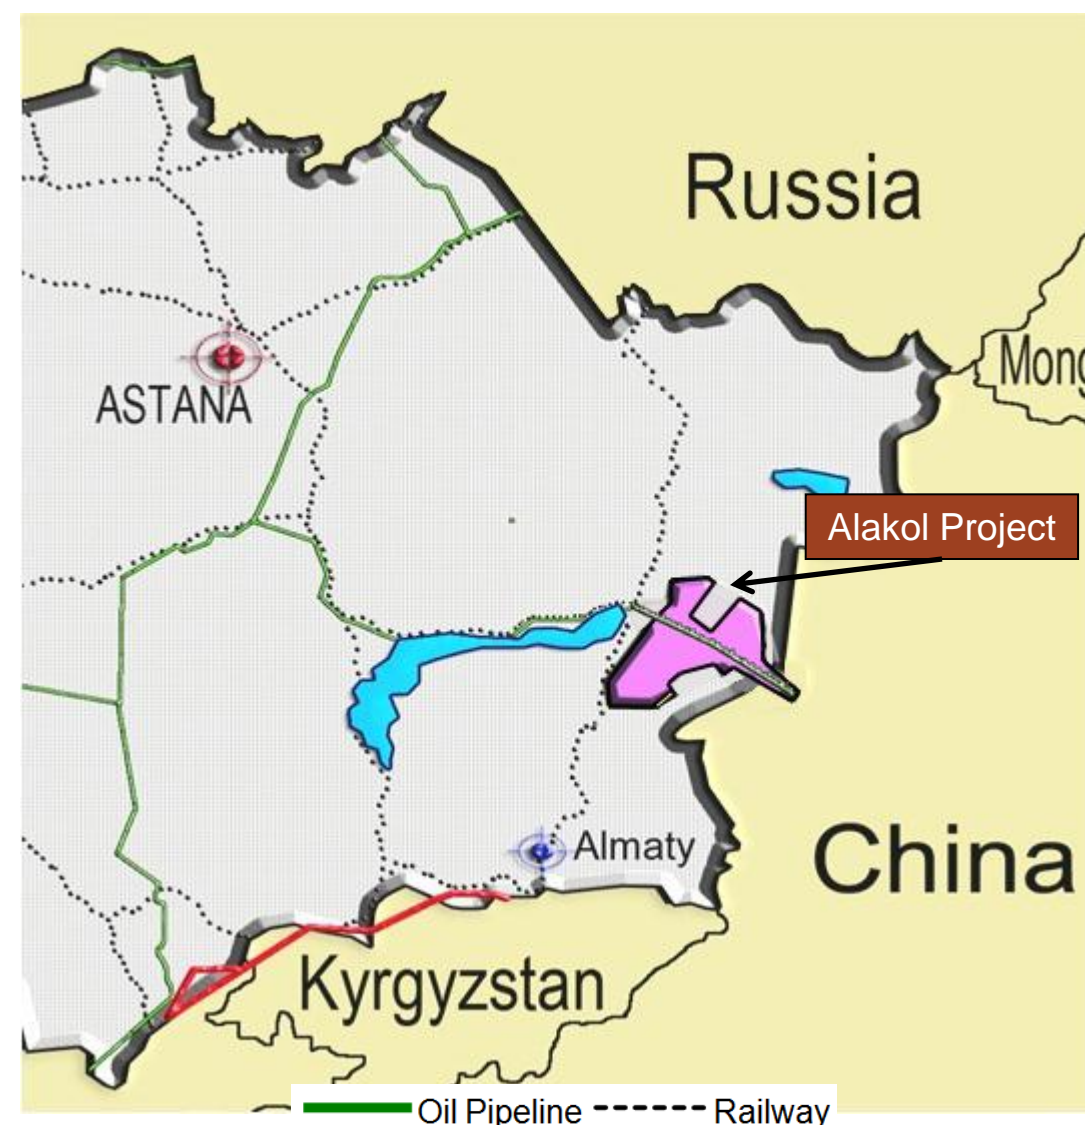 Russia
Mong
ASTANA
Alakol Project
Almaty
China
Kyrgyzstan
Oil Pipeline
Railway